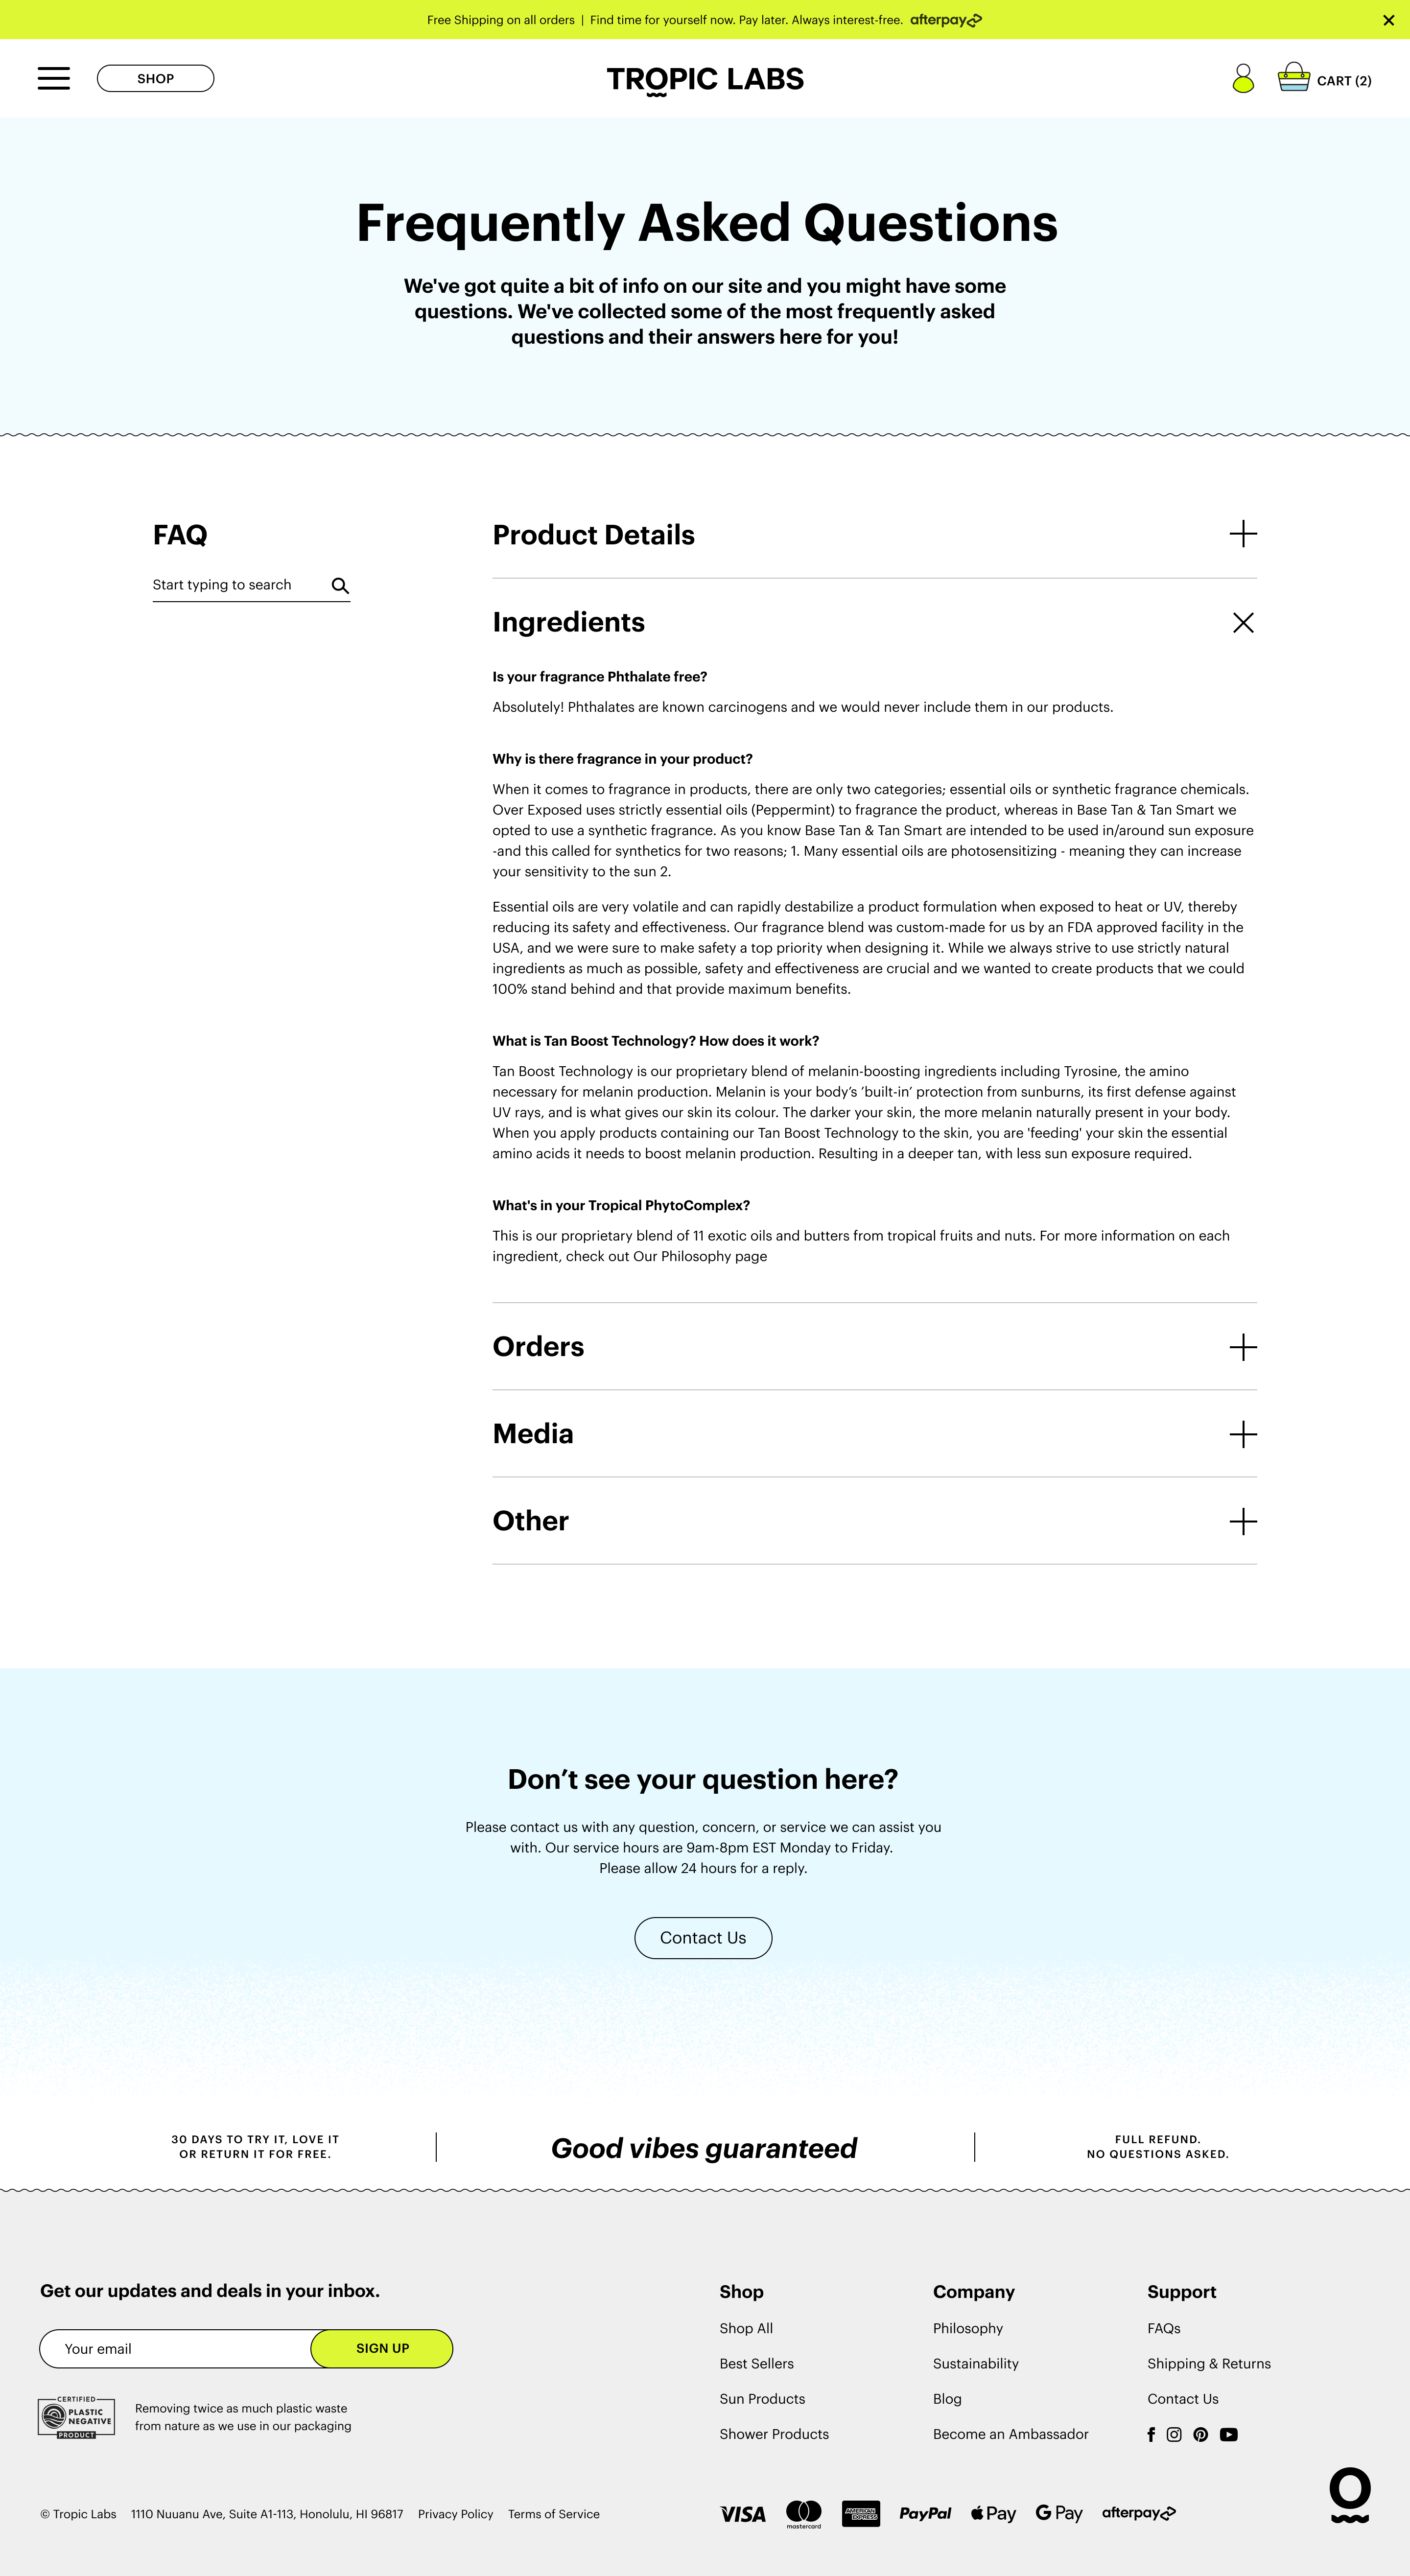 Free Shipping on all orders | Find time for yourself now. Pay later. Always interest-free. afterpay
SHOP
TROPIC LABS
CART (2)
Frequently Asked Questions
We've got quite a bit of info on our site and you might have some
questions. We've collected some of the most frequently asked
questions and their answers here for you!
FAQ
Start typing to search
Product Details
Ingredients
Is your fragrance Phthalate free?
Absolutely! Phthalates are known carcinogens and we would never include them in our products.
Why is there fragrance in your product?
When it comes to fragrance in products, there are only two categories; essential oils or synthetic fragrance chemicals.
Over Exposed uses strictly essential oils (Peppermint) to fragrance the product, whereas in Base Tan & Tan Smart we
opted to use a synthetic fragrance. As you know Base Tan & Tan Smart are intended to be used in/around sun exposure
-and this called for synthetics for two reasons; 1. Many essential oils are photosensitizing - meaning they can increase
your sensitivity to the sun 2.
Essential oils are very volatile and can rapidly destabilize a product formulation when exposed to heat or UV, thereby
reducing its safety and effectiveness. Our fragrance blend was custom-made for us by an FDA approved facility in the
USA, and we were sure to make safety a top priority when designing it. While we always strive to use strictly natural
ingredients as much as possible, safety and effectiveness are crucial and we wanted to create products that we could
100% stand behind and that provide maximum benefits.
What is Tan Boost Technology? How does it work?
Tan Boost Technology is our proprietary blend of melanin-boosting ingredients including Tyrosine, the amino
necessary for melanin production. Melanin is your body’s ‘built-in’ protection from sunburns, its first defense against
UV rays, and is what gives our skin its colour. The darker your skin, the more melanin naturally present in your body.
When you apply products containing our Tan Boost Technology to the skin, you are 'feeding' your skin the essential
amino acids it needs to boost melanin production. Resulting in a deeper tan, with less sun exposure required.
What's in your Tropical PhytoComplex?
This is our proprietary blend of 11 exotic oils and butters from tropical fruits and nuts. For more information on each
ingredient, check out Our Philosophy page
Orders
Media
Other
Don’t see your question here?
Please contact us with any question, concern, or service we can assist you
with. Our service hours are 9am-8pm EST Monday to Friday.
Please allow 24 hours for a reply.
Contact Us
30 DAYS TO TRY IT, LOVE IT
OR RETURN IT FOR FREE.
Good vibes guaranteed
FULL REFUND.
NO QUESTIONS ASKED.
Get our updates and deals in your inbox.
Your email
SIGN UP
CERTIFIED
PLASTIC
NEGATIVE
PRODUCT
Removing twice as much plastic waste
from nature as we use in our packaging
Shop
Shop All
Best Sellers
Sun Products
Shower Products
Company
Philosophy
Sustainability
Blog
Become an Ambassador
Support
FAQs
Shipping & Returns
Contact Us
© Tropic Labs 1110 Nuuanu Ave, Suite A1-113, Honolulu, HI 96817 Privacy Policy Terms of Service
VISA
mastercard
AMERICAN
EXPRESS
PayPal
Pay
G Pay
afterpay